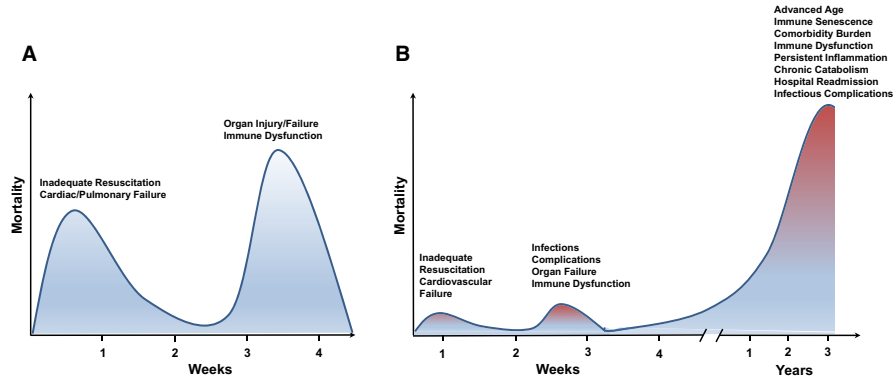 A
Mortality
Inadequate Resuscitation
Cardiac/Pulmonary Failure
Organ Injury/Failure
Immune Dysfunction
1 2 3 4
Weeks
B
Mortality
Inadequate
Resuscitation
Cardiovascular
Failure
Infections
Complications
Organ Failure
Immune Dysfunction
Advanced Age
Immune Senescence
Comorbidity Burden
Immune Dysfunction
Persistent Inflammation
Chronic Catabolism
Hospital Readmission
Infectious Complications
1 2 3 4 1 2 3
Weeks Years